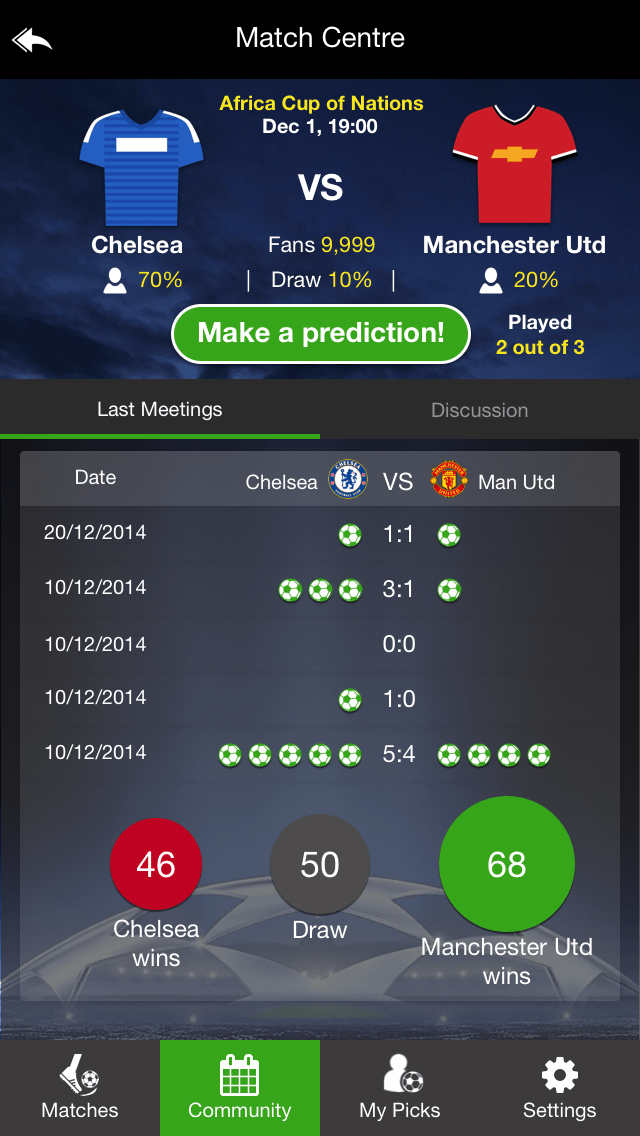 Match Centre
Africa Cup of Nations
Dec 1, 19:00
VS
Chelsea
Fans 9,999
Manchester Utd
70%
| Draw 10% |
20%
Make a prediction!
Played
2 out of 3
Last Meetings
Discussion
Date
Chelsea
VS
Man Utd
20/12/2014
1:1
10/12/2014
3:1
10/12/2014
0:0
10/12/2014
1:0
10/12/2014
5:4
46
50
68
Chelsea
wins
Draw
Manchester Utd
wins
Matches
Community
My Picks
Settings